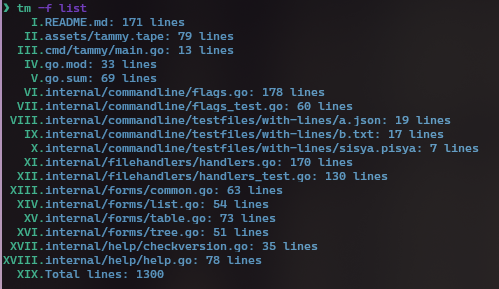 ❯ tm -f list
I.README.md: 171 lines
II.assets/tammy.tape: 79 lines
III.cmd/tammy/main.go: 13 lines
IV.go.mod: 33 lines
V.go.sum: 69 lines
VI.internal/commandline/flags.go: 178 lines
VII.internal/commandline/flags_test.go: 60 lines
VIII.internal/commandline/testfiles/with-lines/a.json: 19 lines
IX.internal/commandline/testfiles/with-lines/b.txt: 17 lines
X.internal/commandline/testfiles/with-lines/sisya.pisya: 7 lines
XI.internal/filehandlers/handlers.go: 170 lines
XII.internal/filehandlers/handlers_test.go: 130 lines
XIII.internal/forms/common.go: 63 lines
XIV.internal/forms/list.go: 54 lines
XV.internal/forms/table.go: 73 lines
XVI.internal/forms/tree.go: 51 lines
XVII.internal/help/checkversion.go: 35 lines
XVIII.internal/help/help.go: 78 lines
XIX.Total lines: 1300